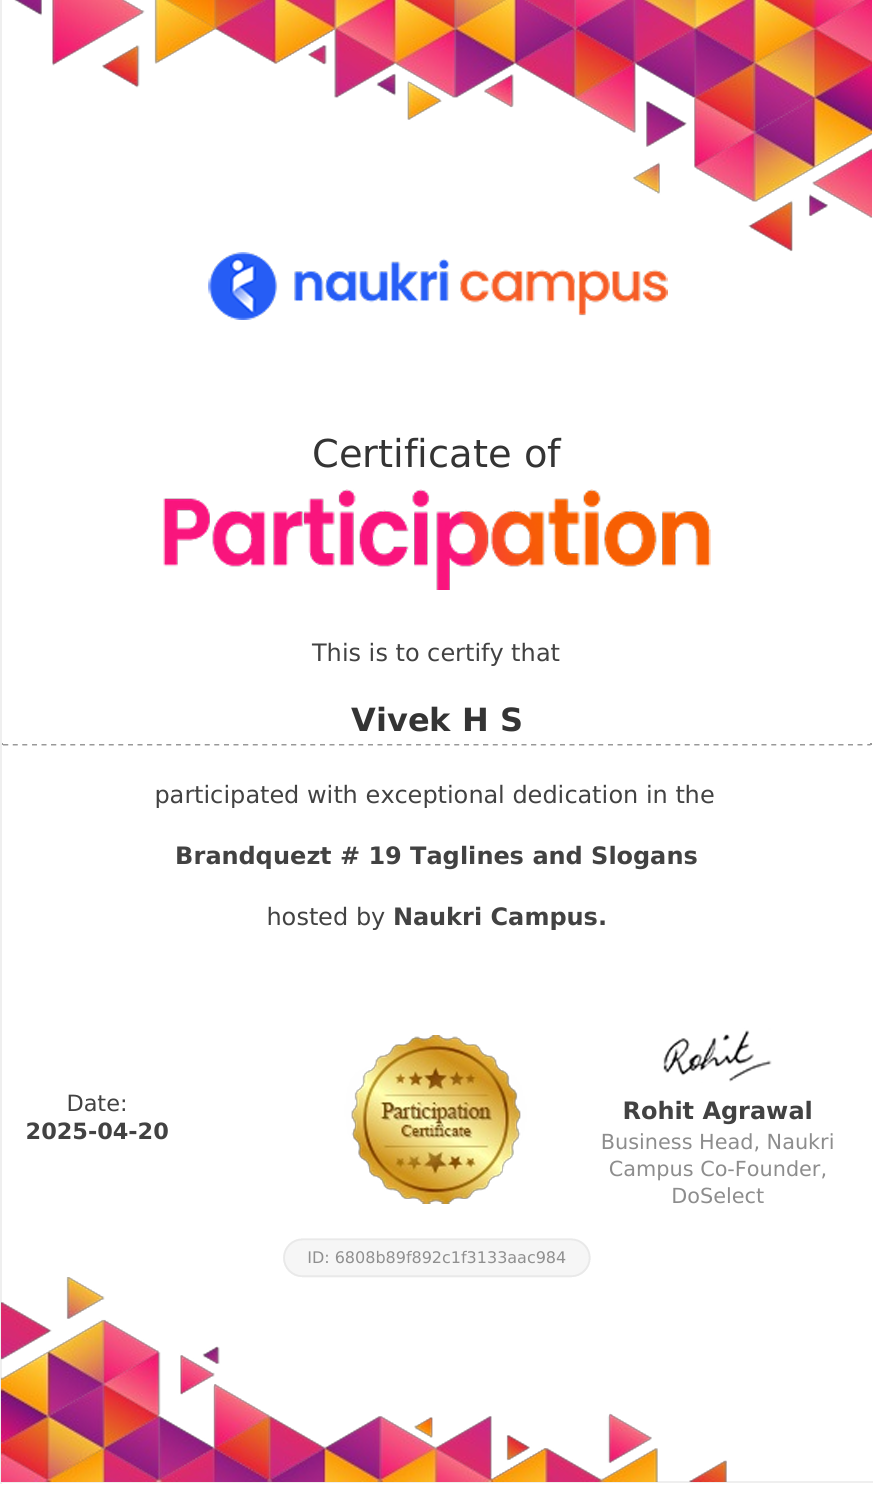 naukri campus
Certificate of
Participation
This is to certify that
Vivek H S
participated with exceptional dedication in the
Brandquezt # 19 Taglines and Slogans
hosted by Naukri Campus.
Date:
2025-04-20
Participation
Certificate
Rohit
Rohit Agrawal
Business Head, Naukri
Campus Co-Founder,
DoSelect
ID: 6808b89f892c1f3133aac984